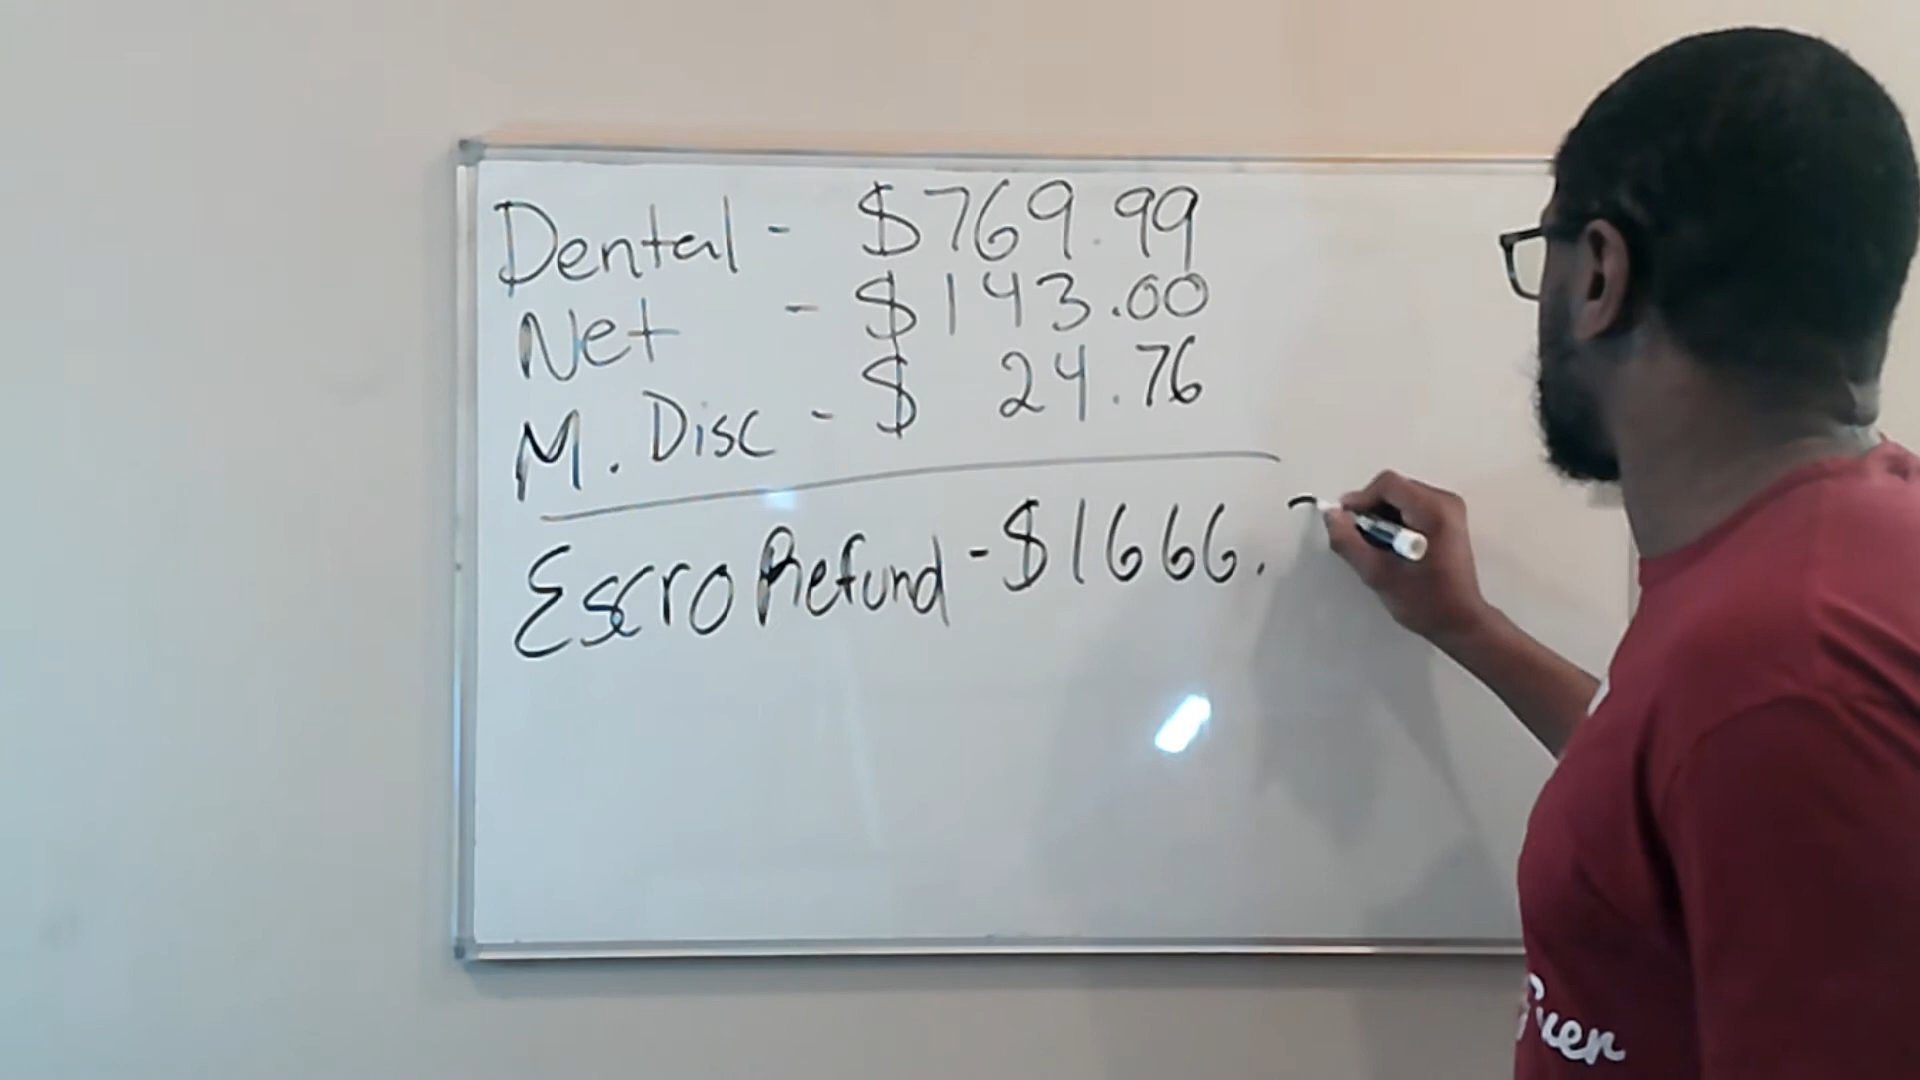 Dental - $769.99
Net - $143.00
M. Disc - $ 24.76
Escro Refund - $1666.